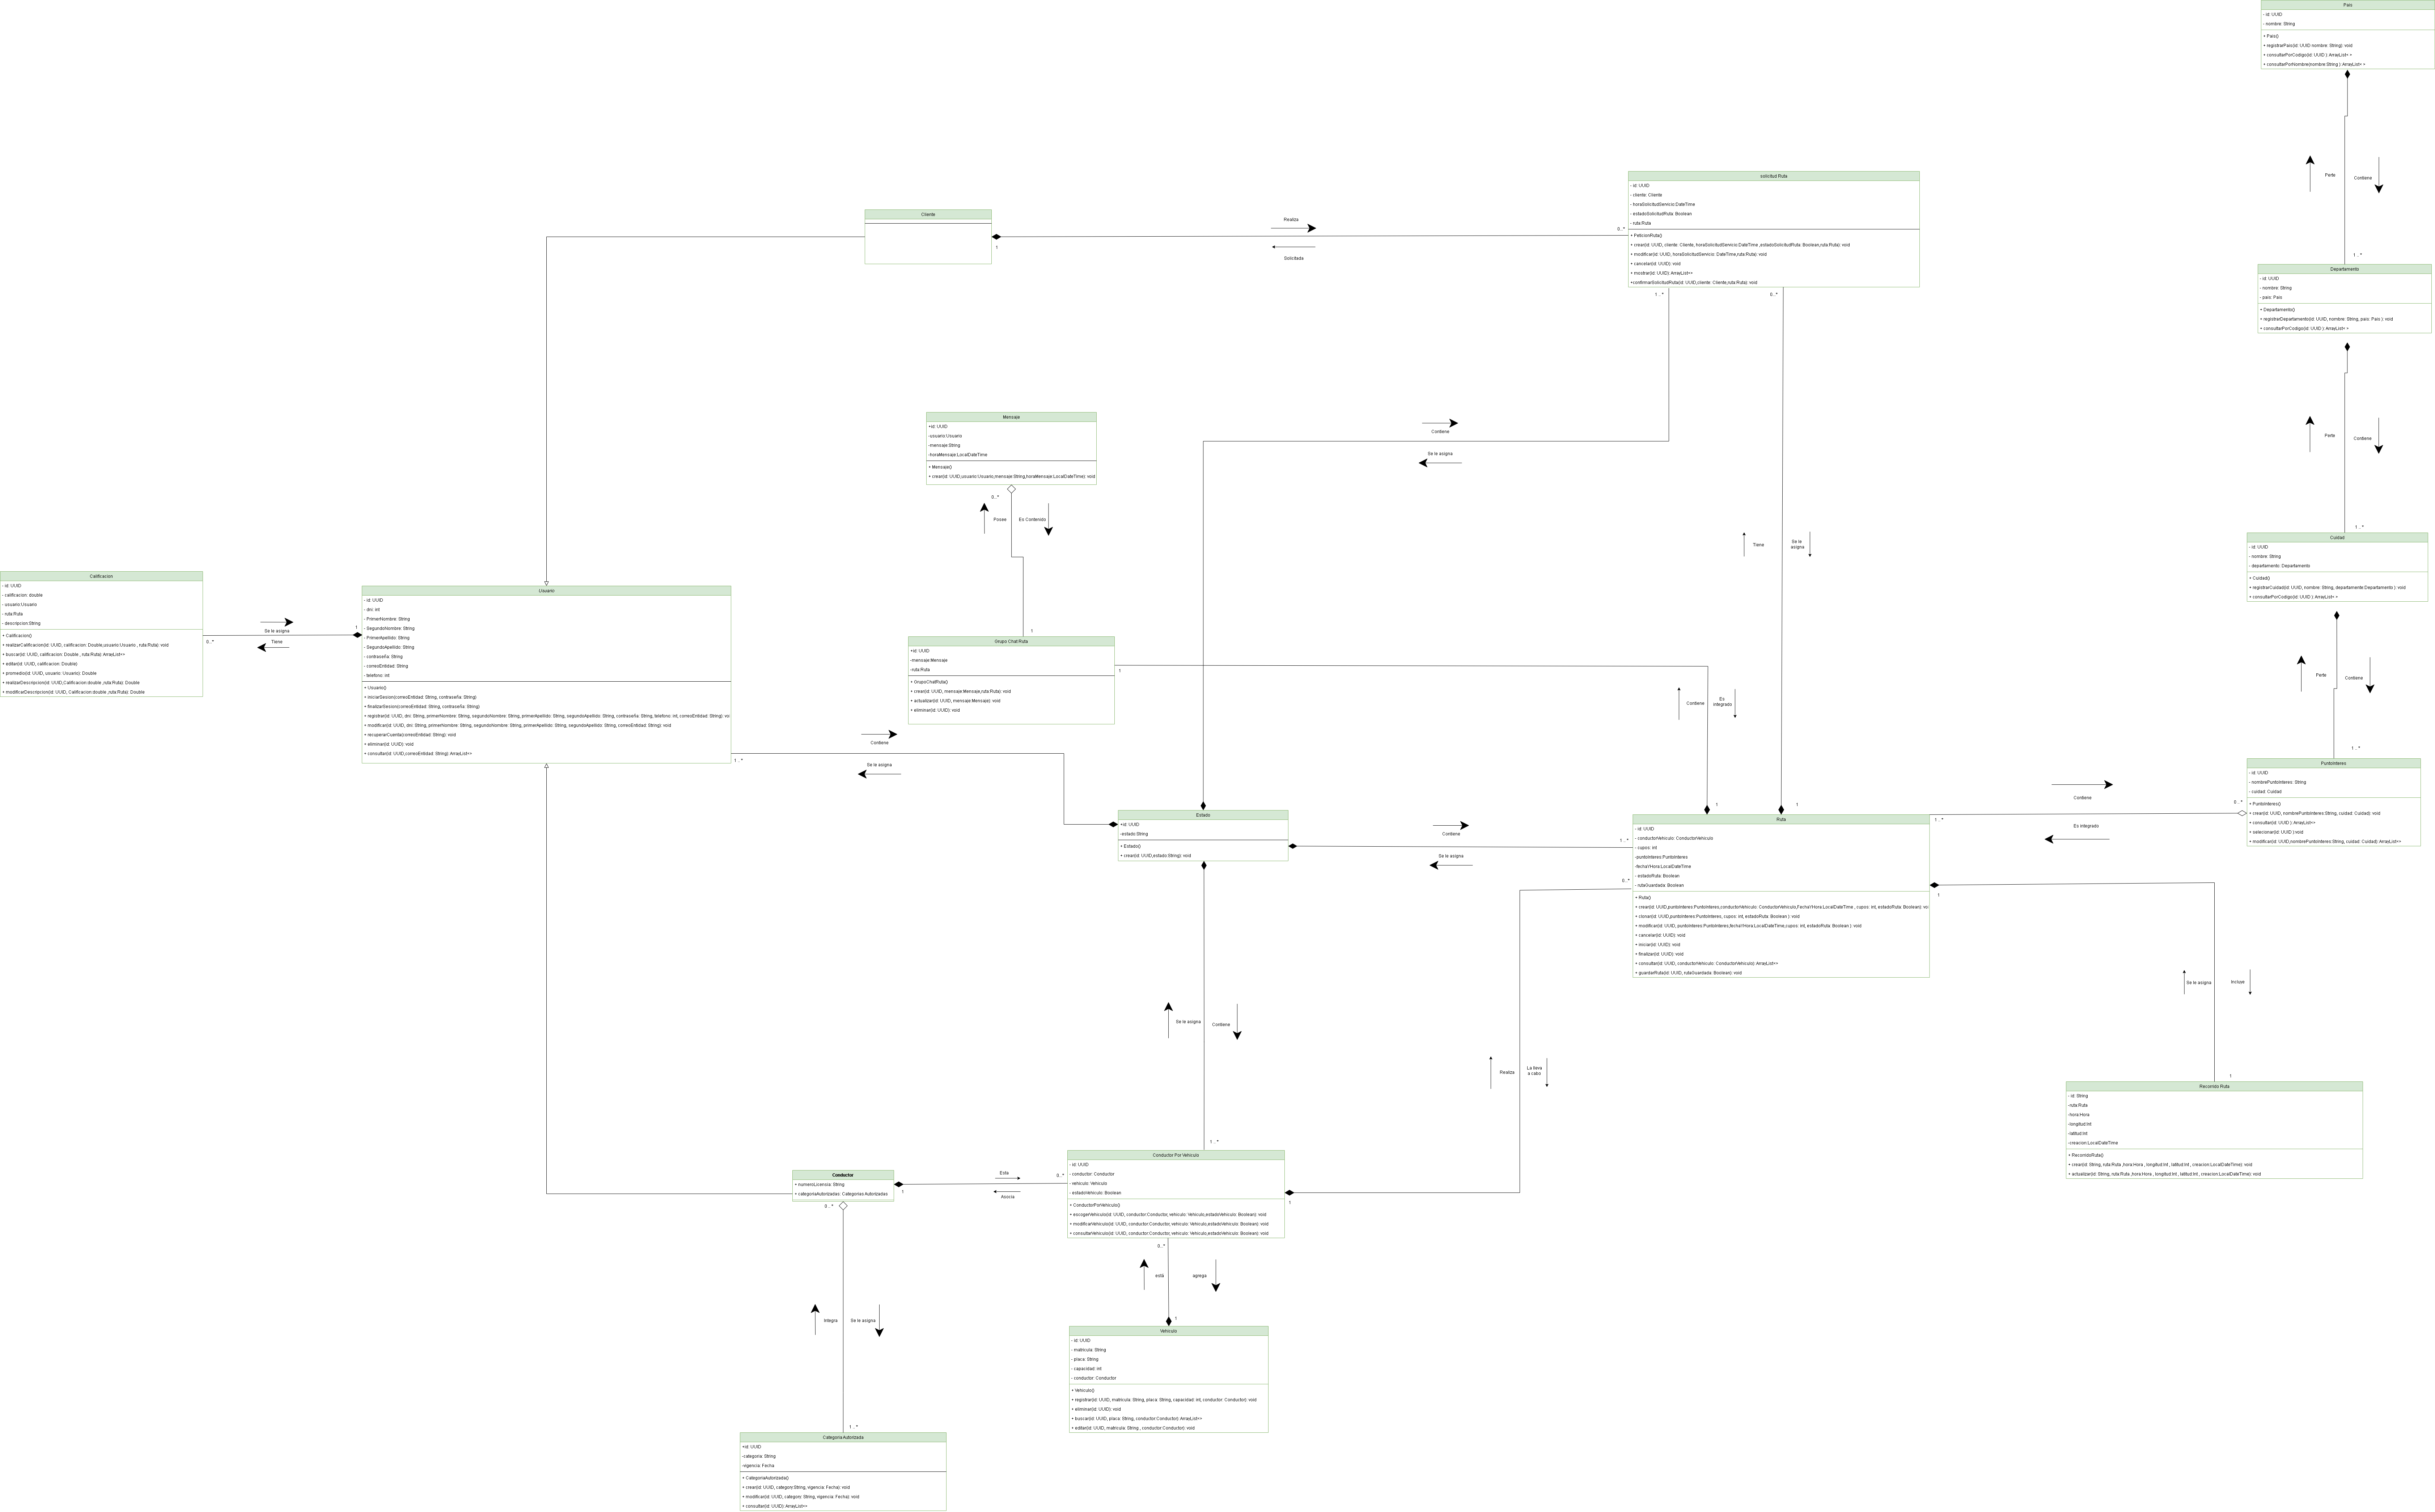 Pais
- id: UUID
- nombre: String
+ Pais()
+ registrarPais(id: UUID nombre: String): void
+ consultarPorCodigo(id: UUID ): ArrayList< >
+ consultarPorNombre(nombre:String ): ArrayList< >
Perte
Contiene
1 ..*
Departamento
- id: UUID
- nombre: String
- pais: Pais
+ Departamento()
+ registrarDepartamento(id: UUID, nombre: String, pais: Pais ): void
+ consultarPorCodigo(id: UUID ): ArrayList< >
Perte
Contiene
1 ..*
Cuidad
- id: UUID
- nombre: String
- departamento: Departamento
+ Cuidad()
+ registrarCuidad(id: UUID, nombre: String, departamente:Departamento ): void
+ consultarPorCodigo(id: UUID ): ArrayList< >
Perte
Contiene
1 ..*
PuntoInteres
- id: UUID
- nombrePuntoInteres: String
- cuidad: Cuidad
+ PuntoInteres()
+ crear(id: UUID, nombrePuntoInteres:String, cuidad: Cuidad): void
+ consultar(id: UUID ): ArrayList<>
+ selecionar(id: UUID ):void
+ modificar(id: UUID,nombrePuntoInteres:String, cuidad: Cuidad): ArrayList<>
solicitud Ruta
- id: UUID
- cliente: Cliente
- horaSolicitudServicio:DateTime
- estadoSolicitudRuta: Boolean
- ruta:Ruta
+ PeticionRuta()
+ crear(id: UUID, cliente: Cliente, horaSolicitudServicio:DateTime ,estadoSolicitudRuta: Boolean,ruta:Ruta): void
+ modificar(id: UUID, horaSolicitudServicio: DateTime,ruta:Ruta): void
+ cancelar(id: UUID): void
+ mostrar(id: UUID): ArrayList<>
+confirmarSolicitudRuta(id: UUID,cliente: Cliente,ruta:Ruta): void
Cliente
1
Realiza
Solicitada
0...*
1 ...*
0...*
Contiene
Se le asigna
Tiene
Se le asigna
1
Mensaje
+id: UUID
-usuario:Usuario
-mensaje:String
-horaMensaje:LocalDateTime
+ Mensaje()
+ crear(id: UUID,usuario:Usuario,mensaje:String,horaMensaje:LocalDateTime): void
0...*
Posee
Es Contenido
1
Grupo Chat Ruta
+id: UUID
-mensaje:Mensaje
-ruta:Ruta
+ GrupoChatRuta()
+ crear(id: UUID, mensaje:Mensaje,ruta:Ruta): void
+ actualizar(id: UUID, mensaje:Mensaje): void
+ eliminar(id: UUID): void
1
Contiene
Es integrado
1
Calificacion
- id: UUID
- calificacion: double
- usuario:Usuario
- ruta:Ruta
- descripcion:String
+ Calificacion()
+ realizarCalificacion(id: UUID, calificacion: Double,usuario:Usuario , ruta:Ruta): void
+ buscar(id: UUID, calificacion: Double , ruta:Ruta): ArrayList<>
+ editar(id: UUID, calificacion: Double)
+ promedio(id: UUID, usuario: Usuario): Double
+ realizarDescripcion(id: UUID,Calificacion:double ,ruta:Ruta): Double
+ modificarDescripcion(id: UUID, Calificacion:double ,ruta:Ruta): Double
0...*
Se le asigna
Tiene
1
Usuario
- id: UUID
- dni: int
- PrimerNombre: String
- SegundoNombre: String
- PrimerApellido: String
- SegundoApellido: String
- contraseña: String
- correoEntidad: String
- telefono: int
+ Usuario()
+ iniciarSesion(correoEntidad: String, contraseña: String)
+ finalizarSesion(correoEntidad: String, contraseña: String)
+ registrar(id: UUID, dni: String, primerNombre: String, segundoNombre: String, primerApellido: String, segundoApellido: String, contraseña: String, telefono: int, correoEntidad: String): vo
+ modificar(id: UUID, dni: String, primerNombre: String, segundoNombre: String, primerApellido: String, segundoApellido: String, correoEntidad: String): void
+ recuperarCuenta(correoEntidad: String): void
+ eliminar(id: UUID): void
+ consultar(id: UUID,correoEntidad: String): ArrayList<>
1 ...*
Contiene
Se le asigna
Estado
+id: UUID
-estado:String
+ Estado()
+ crear(id: UUID,estado:String): void
Contiene
Se le asigna
1 ...*
0...*
Ruta
- id: UUID
- conductorVehiculo: ConductorVehiculo
- cupos: int
-puntoInteres:PuntoInteres
-fechaYHora:LocalDateTime
- estadoRuta: Boolean
- rutaGuardada: Boolean
+ Ruta()
+ crear(id: UUID,puntoInteres:PuntoInteres,conductorVehiculo: ConductorVehiculo,FechaYHora:LocalDateTime , cupos: int, estadoRuta: Boolean): vo
+ clonar(id: UUID,puntoInteres:PuntoInteres, cupos: int, estadoRuta: Boolean ): void
+ modificar(id: UUID, puntoInteres:PuntoInteres,fechaYHora:LocalDateTime,cupos: int, estadoRuta: Boolean ): void
+ cancelar(id: UUID): void
+ iniciar(id: UUID): void
+ finalizar(id: UUID): void
+ consultar(id: UUID, conductorVehiculo: ConductorVehiculo): ArrayList<>
+ guardarRuta(id: UUID, rutaGuardada: Boolean): void
1 ...*
Contiene
Es integrado
0...*
1
Se le asigna
Incluye
1
Recorrido Ruta
- id: String
-ruta:Ruta
-hora:Hora
-longitud:Int
-latitud:Int
-creacion:LocalDateTime
+ RecorridoRuta()
+ crear(id: String, ruta:Ruta ,hora:Hora , longitud:Int , latitud:Int , creacion:LocalDateTime): void
+ actualizar(id: String, ruta:Ruta ,hora:Hora , longitud:Int , latitud:Int , creacion:LocalDateTime): void
Se le asigna
Contiene
1 ...*
Realiza
La lleva a cabo
Conductor
+ numeroLicensia: String
+ categoriaAutorizadas: Categorias Autorizadas
1
Esta
Asocia
0...*
Conductor Por Vehiculo
- id: UUID
- conductor: Conductor
- vehiculo: Vehiculo
- estadoVehiculo: Boolean
+ ConductorPorVehiculo()
+ escogerVehiculo(id: UUID, conductor:Conductor, vehiculo: Vehiculo,estadoVehiculo: Boolean): void
+ modificarVehiculo(id: UUID, conductor:Conductor,vehiculo: Vehiculo,estadoVehiculo: Boolean): void
+ consultaVehiculo(id: UUID, conductor:Conductor,vehiculo: Vehiculo,estadoVehiculo: Boolean): void
1
0...*
está
agrega
1
Vehiculo
- id: UUID
- matricula: String
- placa: String
- capacidad: int
- conductor: Conductor
+ Vehiculo()
+ registrar(id: UUID, matricula: String, placa: String, capacidad: int, conductor: Conductor): void
+ eliminar(id: UUID): void
+ buscar(id: UUID, placa: String, conductor:Conductor): ArrayList<>
+ editar(id: UUID, matricula: String , conductor:Conductor): void
0...*
Integra
Se le asigna
1 ...*
Categoria Autorizada
+id: UUID
-categoria: String
-vigencia: Fecha
+ CategoriaAutorizada()
+ crear(id: UUID, category:String, vigencia: Fecha): void
+ modificar(id: UUID, category: String, vigencia: Fecha): void
+ consultar(id: UUID): ArrayList<>